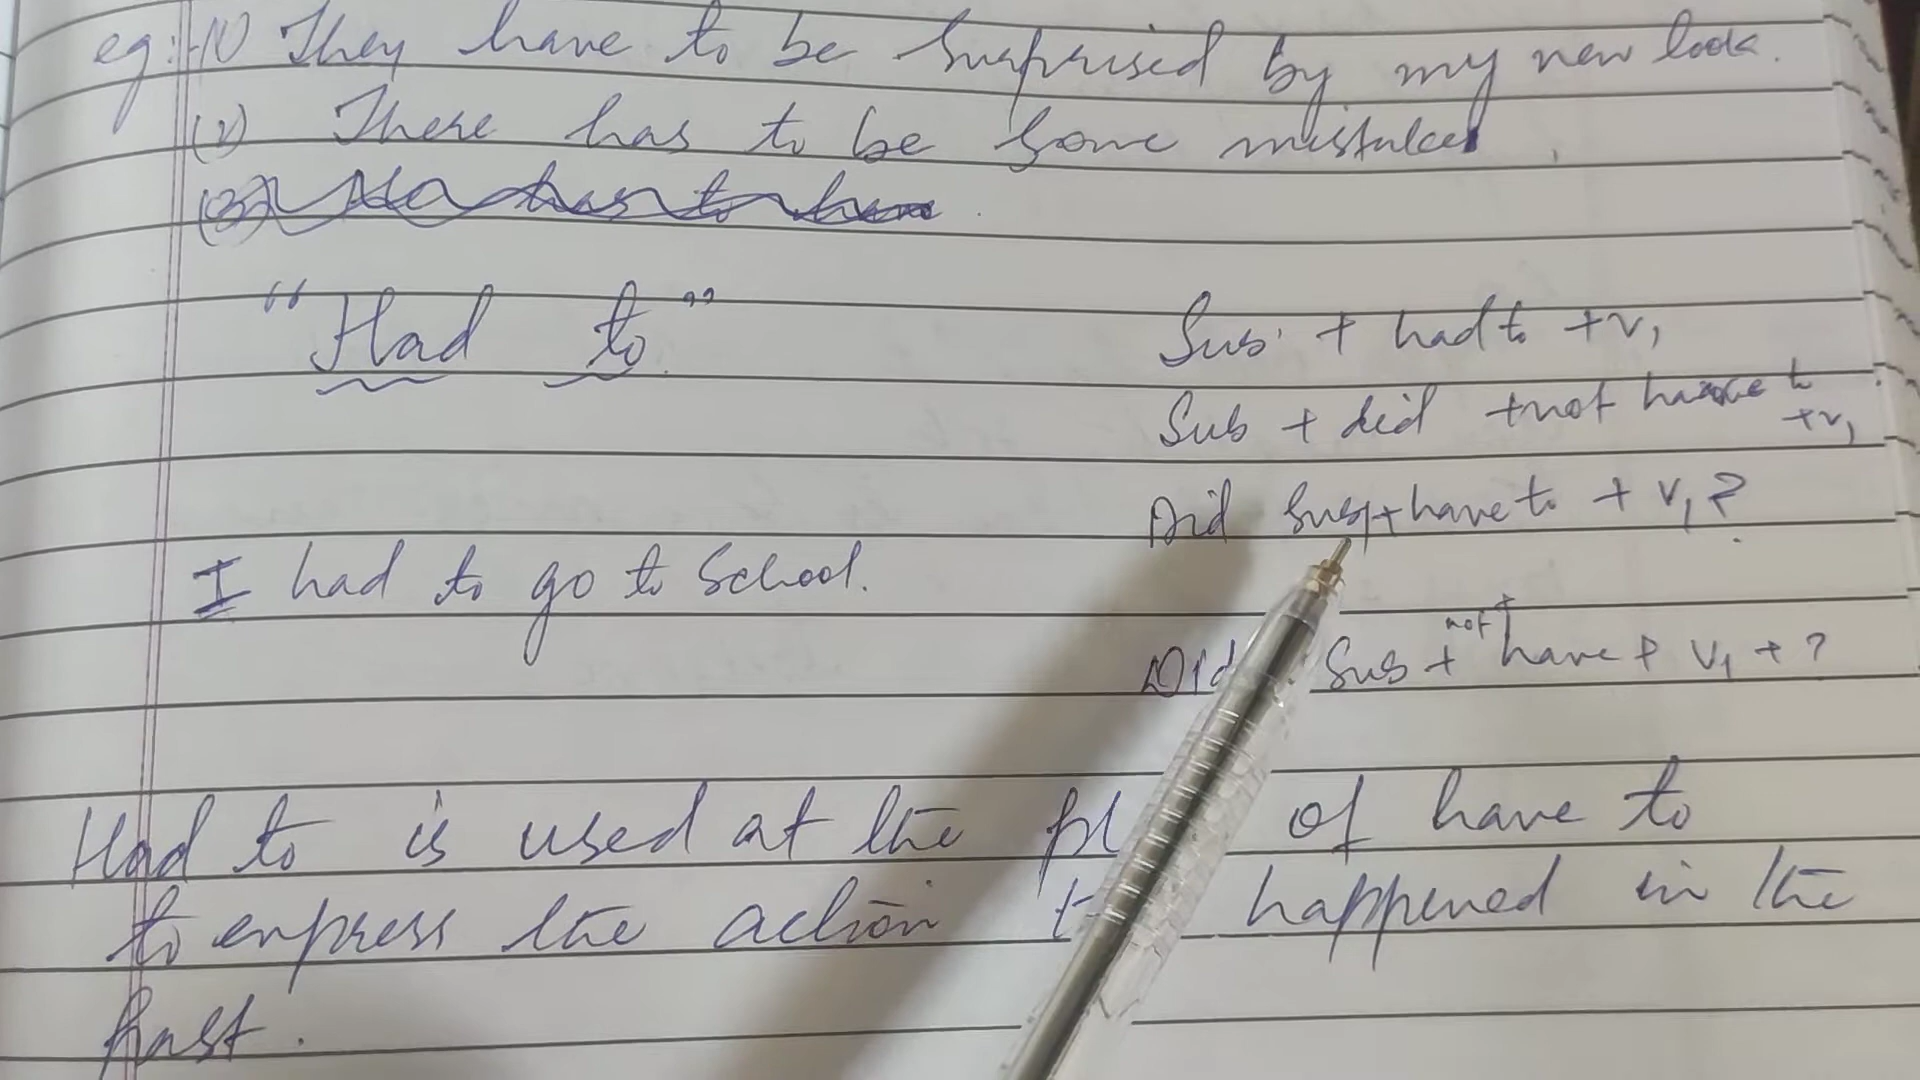 eg:-(1) They have to be surprised by my new look.
(2) There has to be some mistakes.
"Had to"
Sub + had to + v1
Sub + did + not have to + v1
Did Sub + have to + v1?
I had to go to School.
Did Sub + not + have + v1 + ?
Had to is used at the of have to
to express the action happened in the
past.